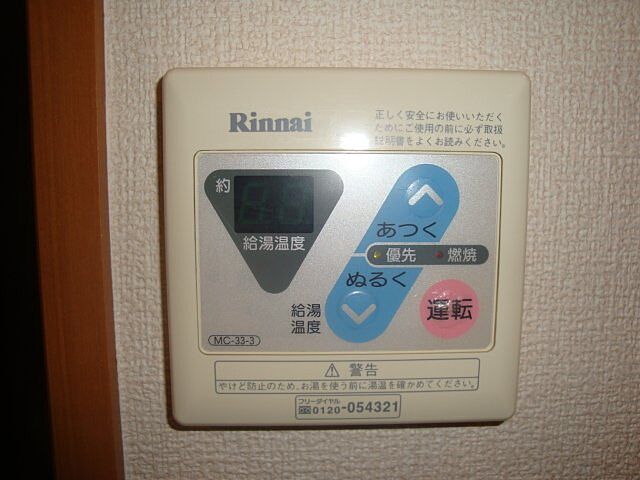 Rinnai
正しく安全にお使いいただく
ためにご使用の前に必ず取扱
説明書をよくお読みください。
約
給湯温度
あつく
優先 燃焼
ぬるく
給湯
温度
運転
MC-33-3
⚠ 警告
やけど防止のため、お湯を使う前に湯温を確かめてください。
フリーダイヤル
0120-054321